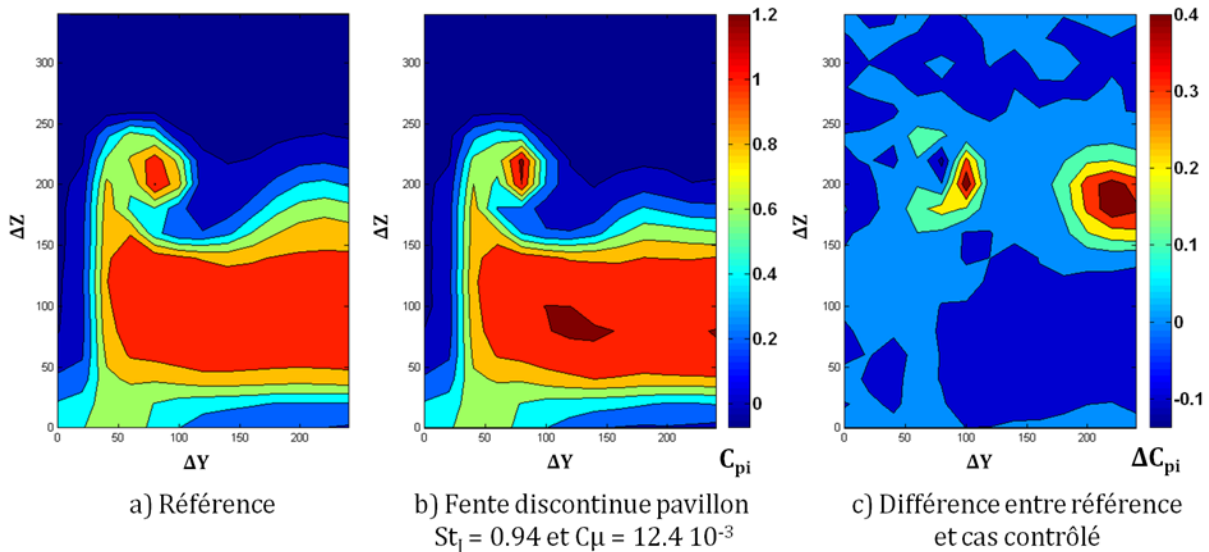 300
250
200
150
100
50
0
0 50 100 150 200
ΔZ
ΔY
a) Référence
300
250
200
150
100
50
0
0 50 100 150 200
ΔZ
ΔY
1.2
1
0.8
0.6
0.4
0.2
0
Cpi
b) Fente discontinue pavillon
StJ = 0.94 et Cμ = 12.4 10-3
300
250
200
150
100
50
0
0 50 100 150 200
ΔZ
ΔY
0.4
0.3
0.2
0.1
0
-0.1
ΔCpi
c) Différence entre référence
et cas contrôlé